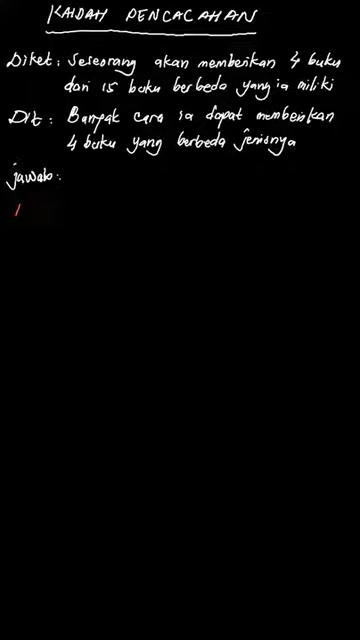 KAIDAH PENCACAHAN
Diket : Seseorang akan memberikan 4 buku
dari 15 buku berbeda yang ia miliki
Dit : Banyak cara ia dapat memberikan
4 buku yang berbeda jenisnya
jawab :